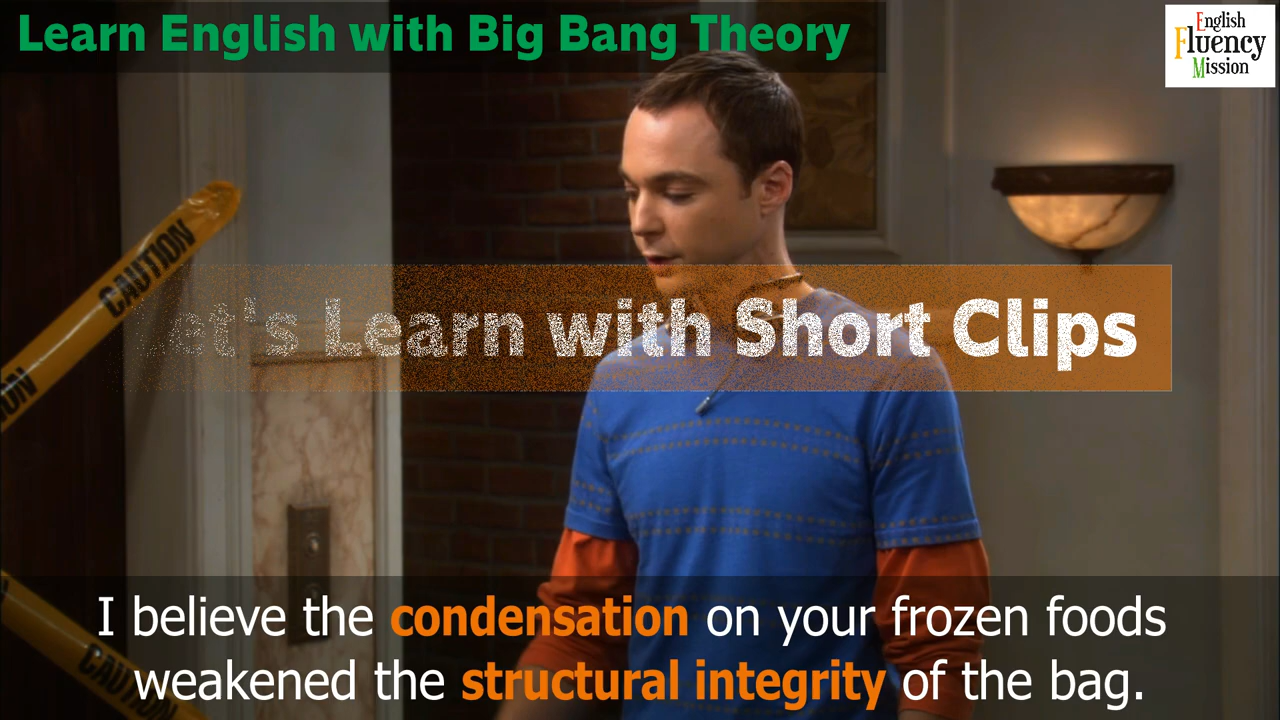 Learn English with Big Bang Theory
English
Fluency
Mission
CAUTION
Let's Learn with Short Clips
I believe the condensation on your frozen foods
weakened the structural integrity of the bag.